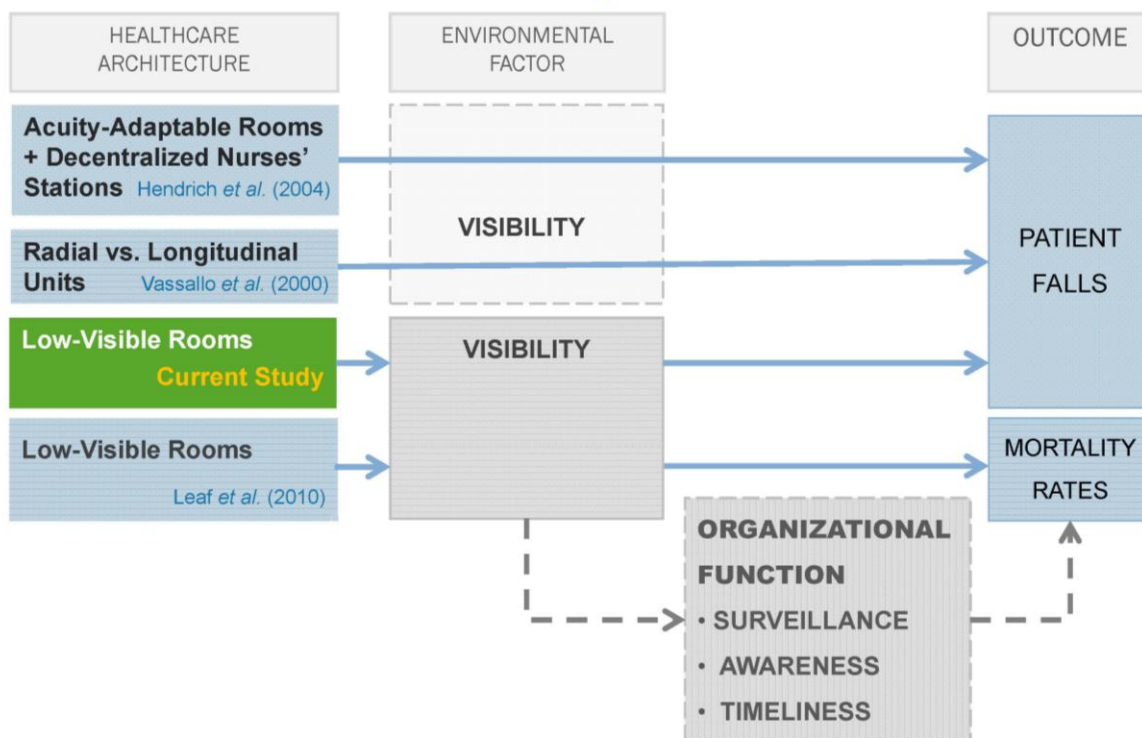 HEALTHCARE
ARCHITECTURE
ENVIRONMENTAL
FACTOR
OUTCOME
Acuity-Adaptable Rooms
+ Decentralized Nurses’
Stations Hendrich et al. (2004)
VISIBILITY
Radial vs. Longitudinal
Units Vassallo et al. (2000)
PATIENT
FALLS
Low-Visible Rooms
Current Study
VISIBILITY
Low-Visible Rooms
Leaf et al. (2010)
MORTALITY
RATES
ORGANIZATIONAL
FUNCTION
• SURVEILLANCE
• AWARENESS
• TIMELINESS